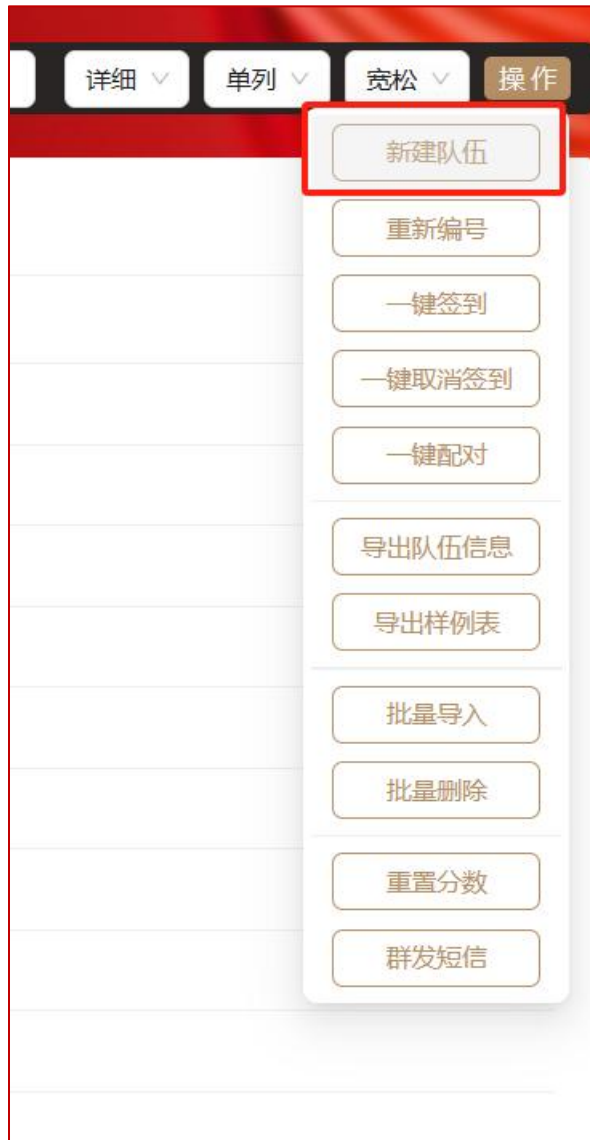 详细 单列 宽松 操作
新建队伍
重新编号
一键签到
一键取消签到
一键配对
导出队伍信息
导出样例表
批量导入
批量删除
重置分数
群发短信